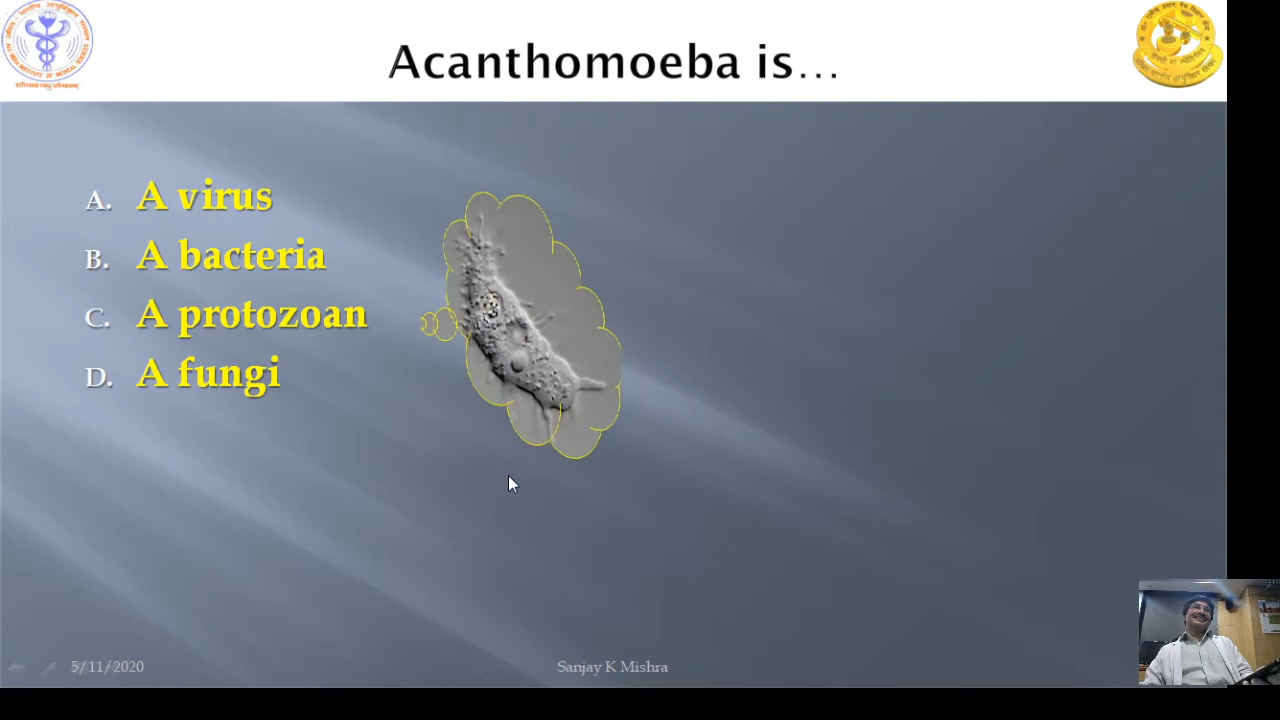 Acanthomoeba is...
A. A virus
B. A bacteria
C. A protozoan
D. A fungi
5/11/2020
Sanjay K Mishra